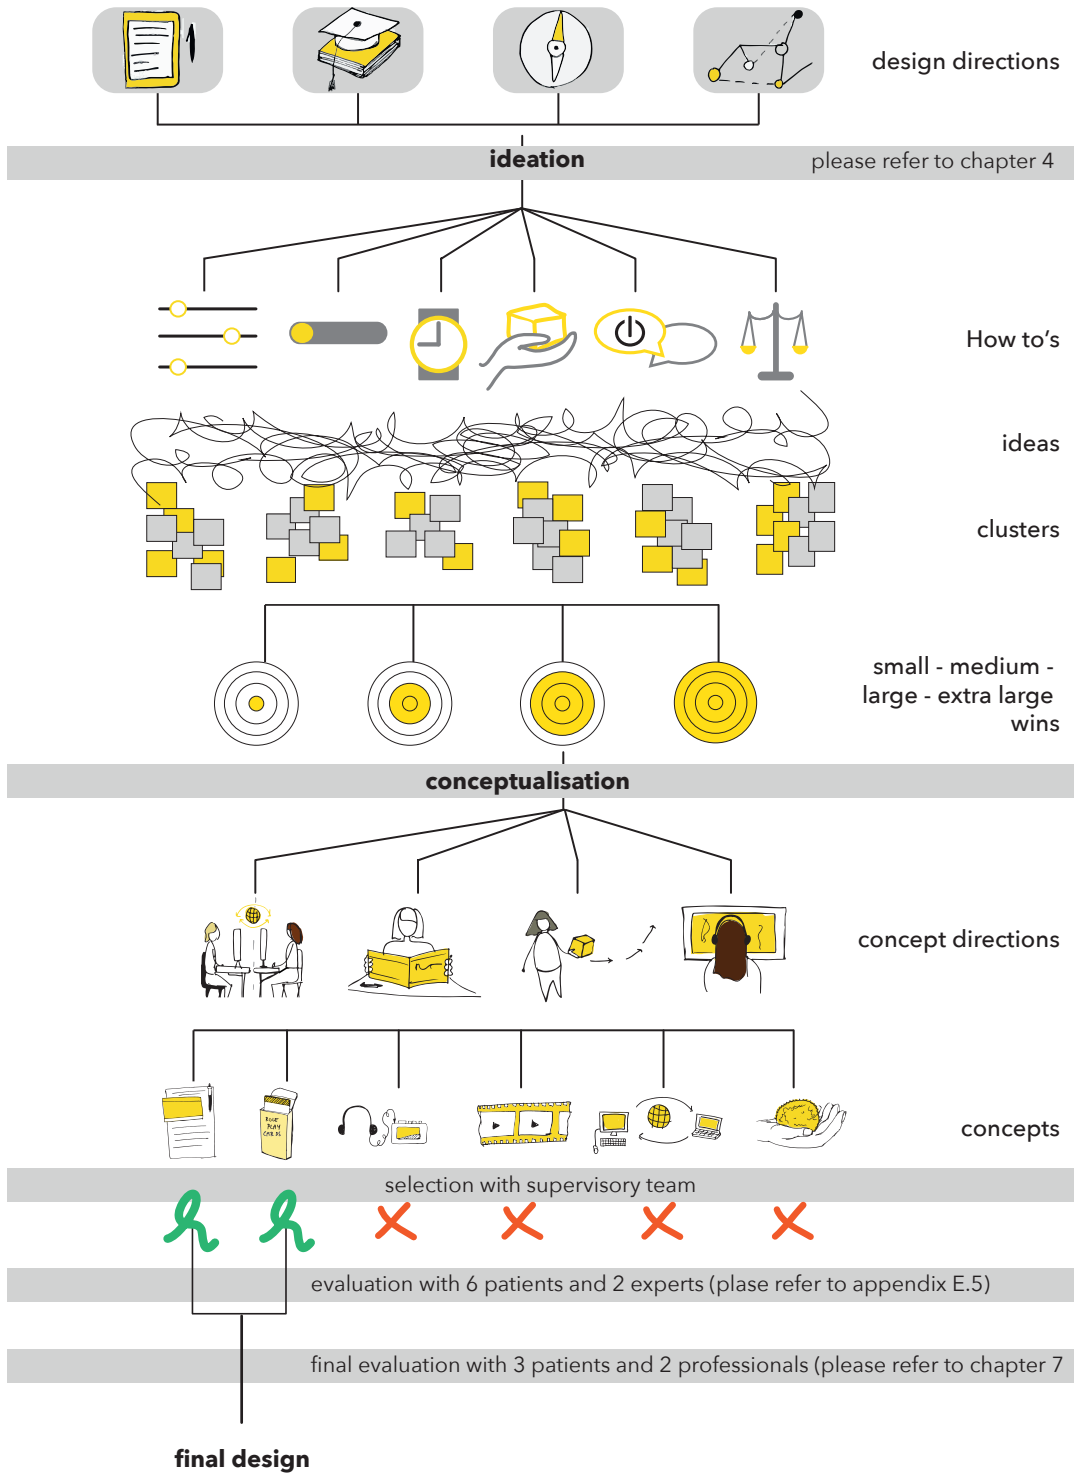 design directions
ideation
please refer to chapter 4
How to's
ideas
clusters
small - medium -
large - extra large
wins
conceptualisation
concept directions
PLAY
concepts
selection with supervisory team
evaluation with 6 patients and 2 experts (plase refer to appendix E.5)
final evaluation with 3 patients and 2 professionals (please refer to chapter 7
final design